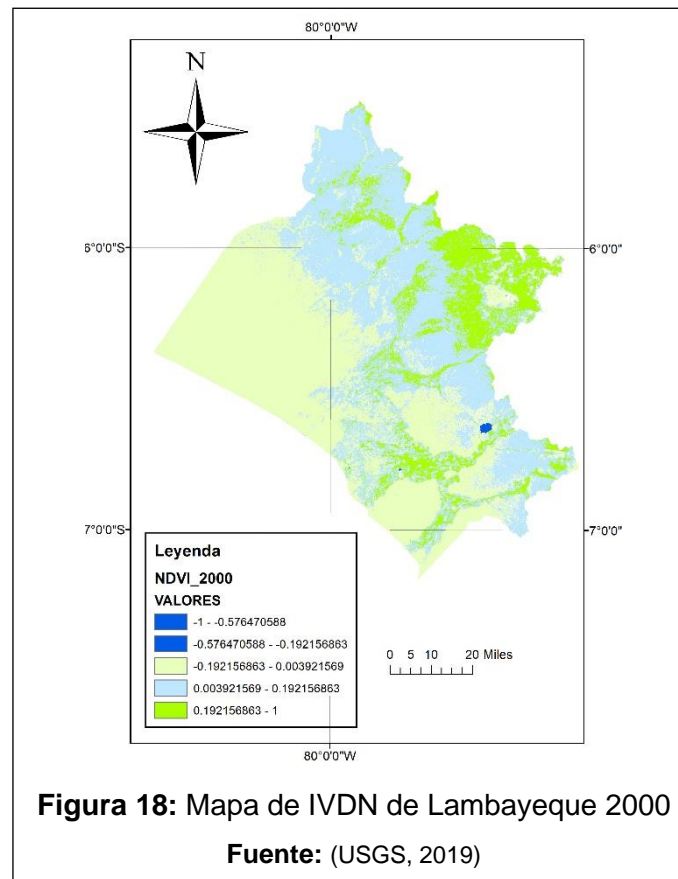 80°0'0"W
N
6°0'0"S
6°0'0"
7°0'0"S
7°0'0"
Leyenda
NDVI_2000
VALORES
-1 - -0.576470588
-0.576470588 - -0.192156863
-0.192156863 - 0.003921569
0.003921569 - 0.192156863
0.192156863 - 1
0 5 10 20 Miles
80°0'0"W
Figura 18: Mapa de IVDN de Lambayeque 2000
Fuente: (USGS, 2019)